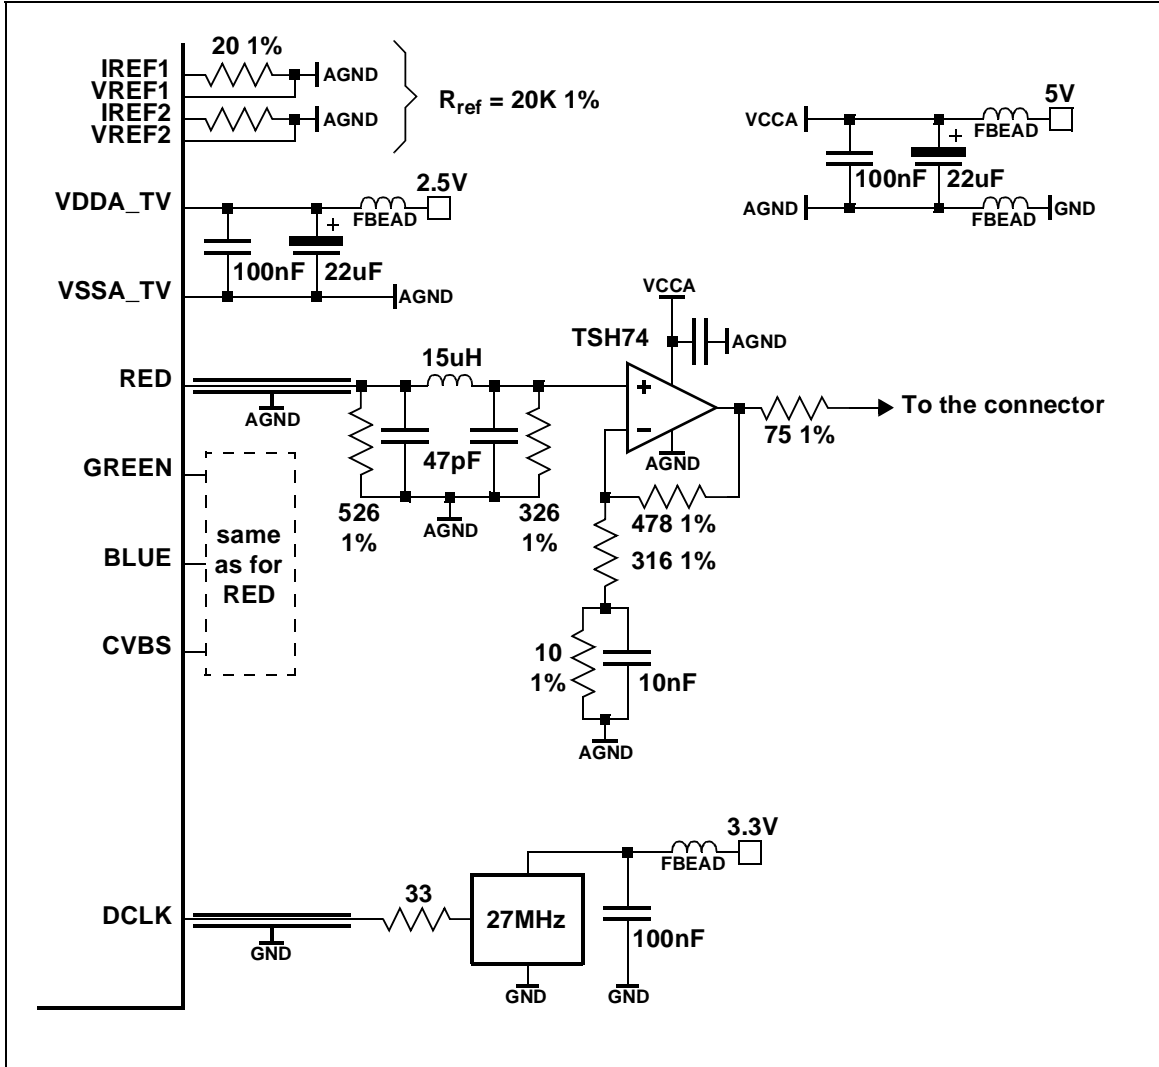 20 1%
IREF1
AGND
VREF1
IREF2
AGND
VREF2
Rref = 20K 1%
5V
VCCA
FBEAD
100nF
22uF
+
AGND
FBEAD
GND
2.5V
VDDA_TV
FBEAD
+
100nF
22uF
VSSA_TV
AGND
VCCA
TSH74
AGND
15uH
RED
AGND
+
−
To the connector
75 1%
47pF
AGND
GREEN
526
1%
AGND
326
1%
478 1%
same
as for
RED
316 1%
BLUE
CVBS
10
1%
10nF
AGND
3.3V
FBEAD
33
DCLK
27MHz
100nF
GND
GND
GND